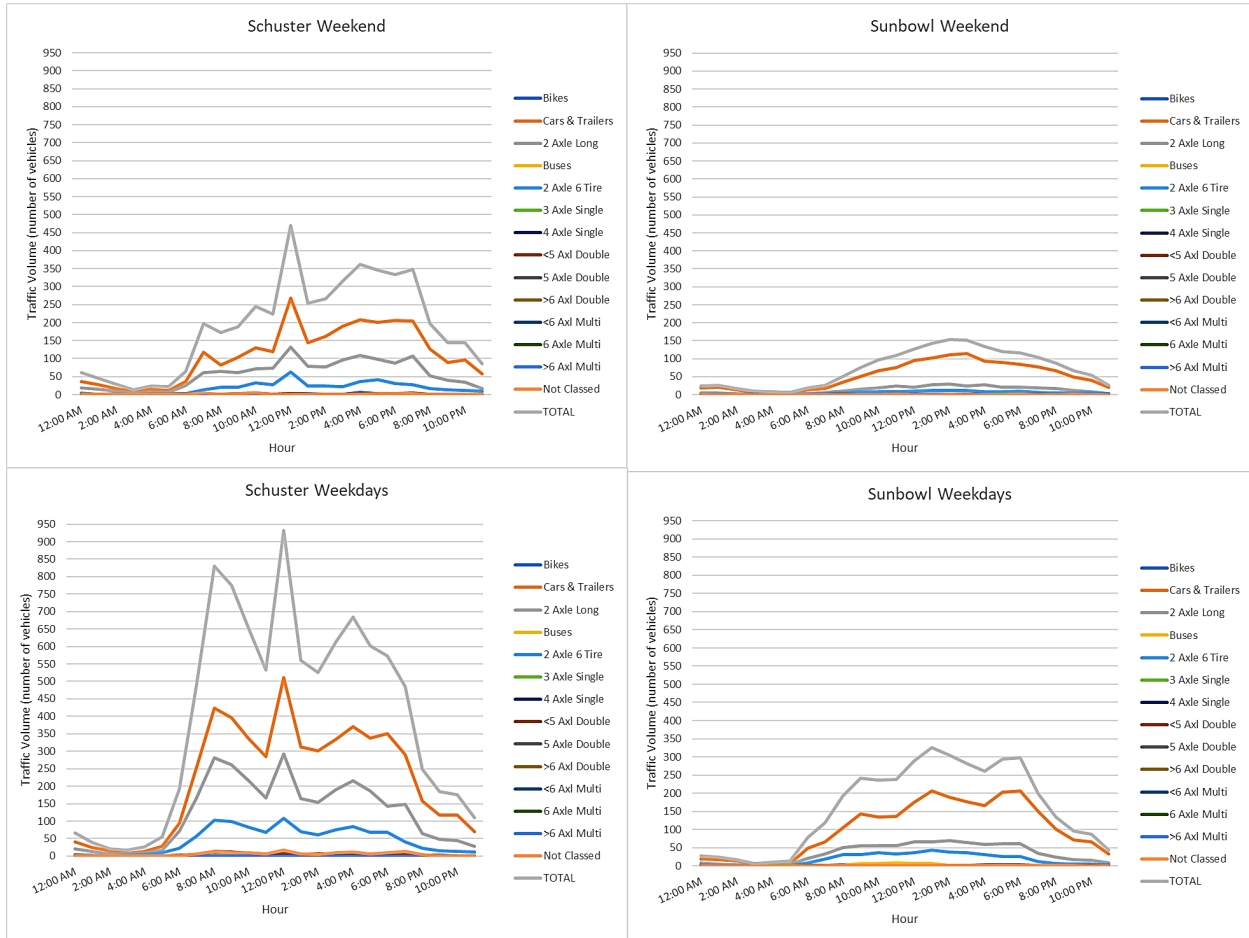 Schuster Weekend
Traffic Volume (number of vehicles)
950
900
850
800
750
700
650
600
550
500
450
400
350
300
250
200
150
100
50
0
12:00 AM
2:00 AM
4:00 AM
6:00 AM
8:00 AM
10:00 AM
12:00 PM
2:00 PM
4:00 PM
6:00 PM
8:00 PM
10:00 PM
Hour
Bikes
Cars & Trailers
2 Axle Long
Buses
2 Axle 6 Tire
3 Axle Single
4 Axle Single
<5 Axl Double
5 Axle Double
>6 Axl Double
<6 Axl Multi
6 Axle Multi
>6 Axl Multi
Not Classed
TOTAL
Sunbowl Weekend
Traffic Volume (number of vehicles)
950
900
850
800
750
700
650
600
550
500
450
400
350
300
250
200
150
100
50
0
12:00 AM
2:00 AM
4:00 AM
6:00 AM
8:00 AM
10:00 AM
12:00 PM
2:00 PM
4:00 PM
6:00 PM
8:00 PM
10:00 PM
Hour
Bikes
Cars & Trailers
2 Axle Long
Buses
2 Axle 6 Tire
3 Axle Single
4 Axle Single
<5 Axl Double
5 Axle Double
>6 Axl Double
<6 Axl Multi
6 Axle Multi
>6 Axl Multi
Not Classed
TOTAL
Schuster Weekdays
Traffic Volume (number of vehicles)
950
900
850
800
750
700
650
600
550
500
450
400
350
300
250
200
150
100
50
0
12:00 AM
2:00 AM
4:00 AM
6:00 AM
8:00 AM
10:00 AM
12:00 PM
2:00 PM
4:00 PM
6:00 PM
8:00 PM
10:00 PM
Hour
Bikes
Cars & Trailers
2 Axle Long
Buses
2 Axle 6 Tire
3 Axle Single
4 Axle Single
<5 Axl Double
5 Axle Double
>6 Axl Double
<6 Axl Multi
6 Axle Multi
>6 Axl Multi
Not Classed
TOTAL
Sunbowl Weekdays
Traffic Volume (number of vehicles)
950
900
850
800
750
700
650
600
550
500
450
400
350
300
250
200
150
100
50
0
12:00 AM
2:00 AM
4:00 AM
6:00 AM
8:00 AM
10:00 AM
12:00 PM
2:00 PM
4:00 PM
6:00 PM
8:00 PM
10:00 PM
Hour
Bikes
Cars & Trailers
2 Axle Long
Buses
2 Axle 6 Tire
3 Axle Single
4 Axle Single
<5 Axl Double
5 Axle Double
>6 Axl Double
<6 Axl Multi
6 Axle Multi
>6 Axl Multi
Not Classed
TOTAL